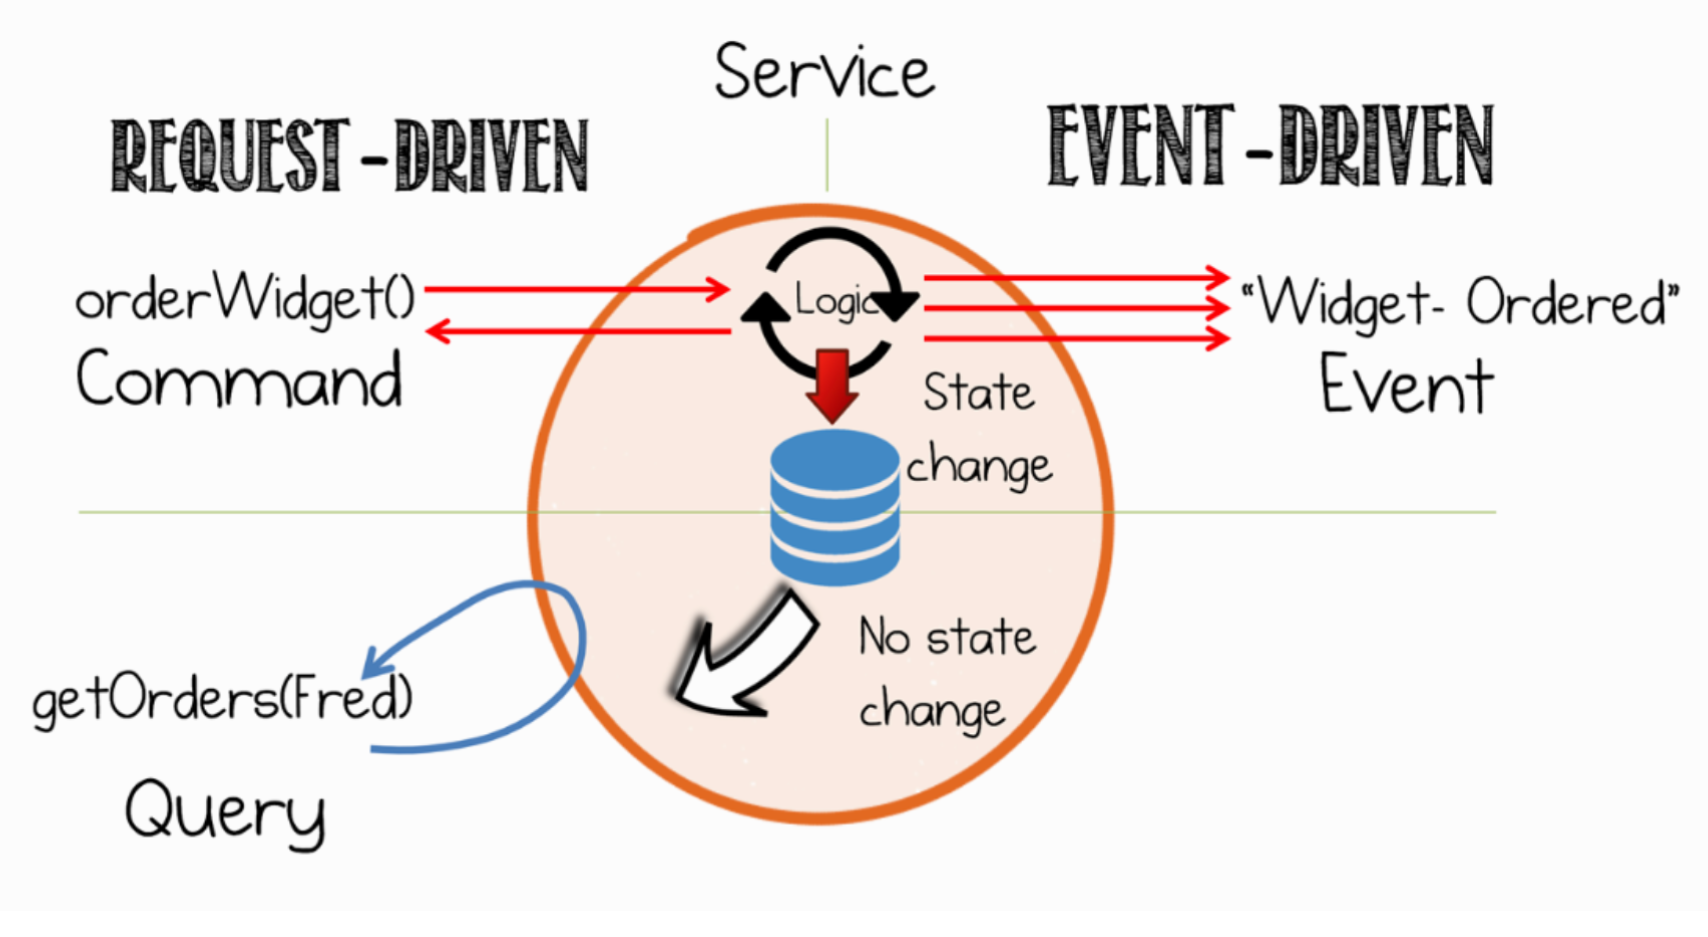 Service
REQUEST-DRIVEN
EVENT-DRIVEN
orderWidget()
Command
Logic
“Widget- Ordered”
Event
State
change
getOrders(Fred)
Query
No state
change